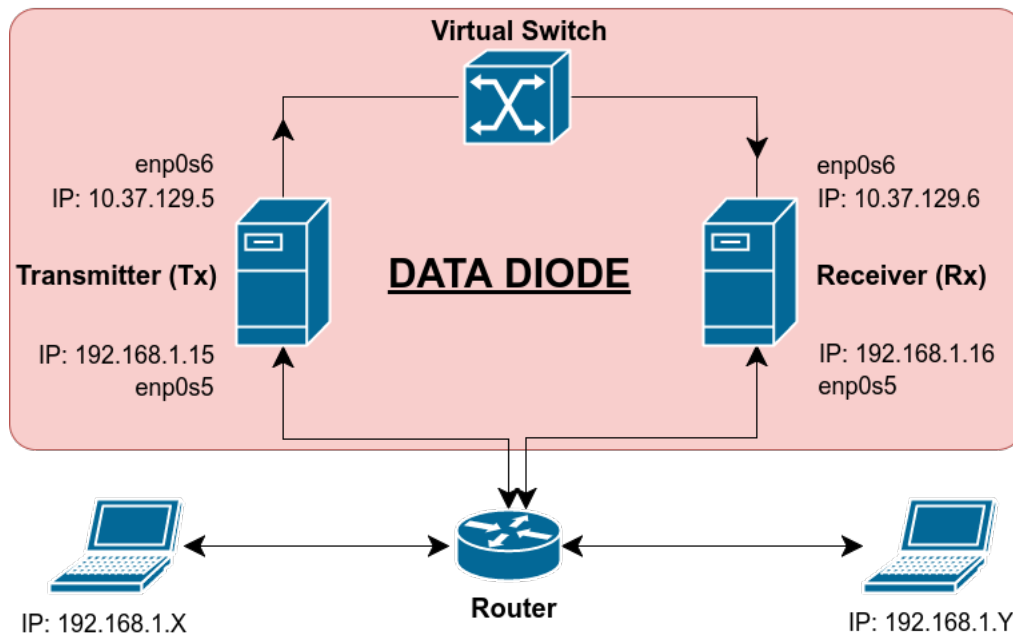 Virtual Switch
enp0s6
IP: 10.37.129.5
enp0s6
IP: 10.37.129.6
Transmitter (Tx)
DATA DIODE
Receiver (Rx)
IP: 192.168.1.15
enp0s5
IP: 192.168.1.16
enp0s5
IP: 192.168.1.X
Router
IP: 192.168.1.Y